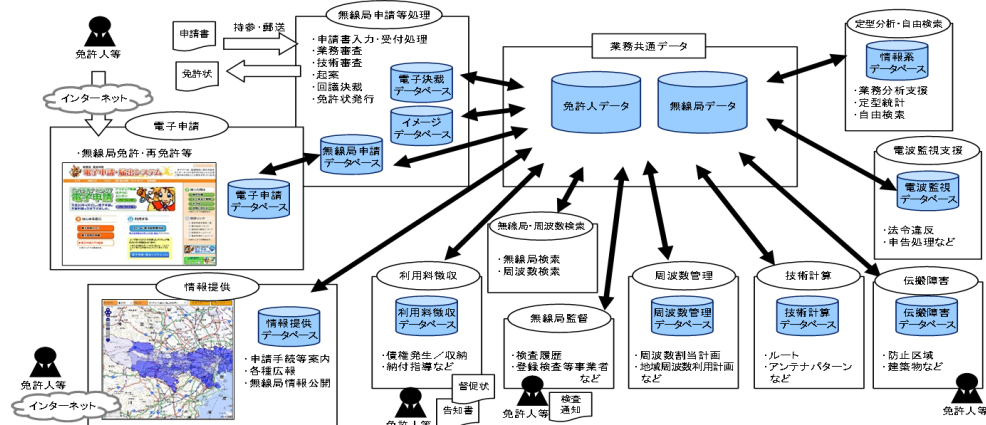 免許人等
インターネット
申請書
持参・郵送
免許状
無線局申請等処理
・申請書入力・受付処理
・業務審査
・技術審査
・起案
・回議決裁
・免許状発行
電子決裁
データベース
イメージ
データベース
無線局申請
データベース
電子申請
・無線局免許・再免許等
電子申請・届出システム
電子申請
電子申請
データベース
業務共通データ
免許人データ
無線局データ
定型分析・自由検索
情報系
データベース
・業務分析支援
・定型統計
・自由検索
電波監視支援
電波監視
データベース
・法令違反
・申告処理など
情報提供
情報提供
データベース
・申請手続等案内
・各種広報
・無線局情報公開
免許人等
インターネット
利用料徴収
利用料徴収
データベース
・債権発生／収納
・納付指導など
督促状
告知書
免許人等
無線局・周波数検索
・無線局検索
・周波数検索
無線局監督
・検査履歴
・登録検査等事業者
など
免許人等
検査
通知
周波数管理
周波数管理
データベース
・周波数割当計画
・地域周波数利用計画
など
技術計算
技術計算
データベース
・ルート
・アンテナパターン
など
伝搬障害
伝搬障害
データベース
・防止区域
・建築物など
免許人等